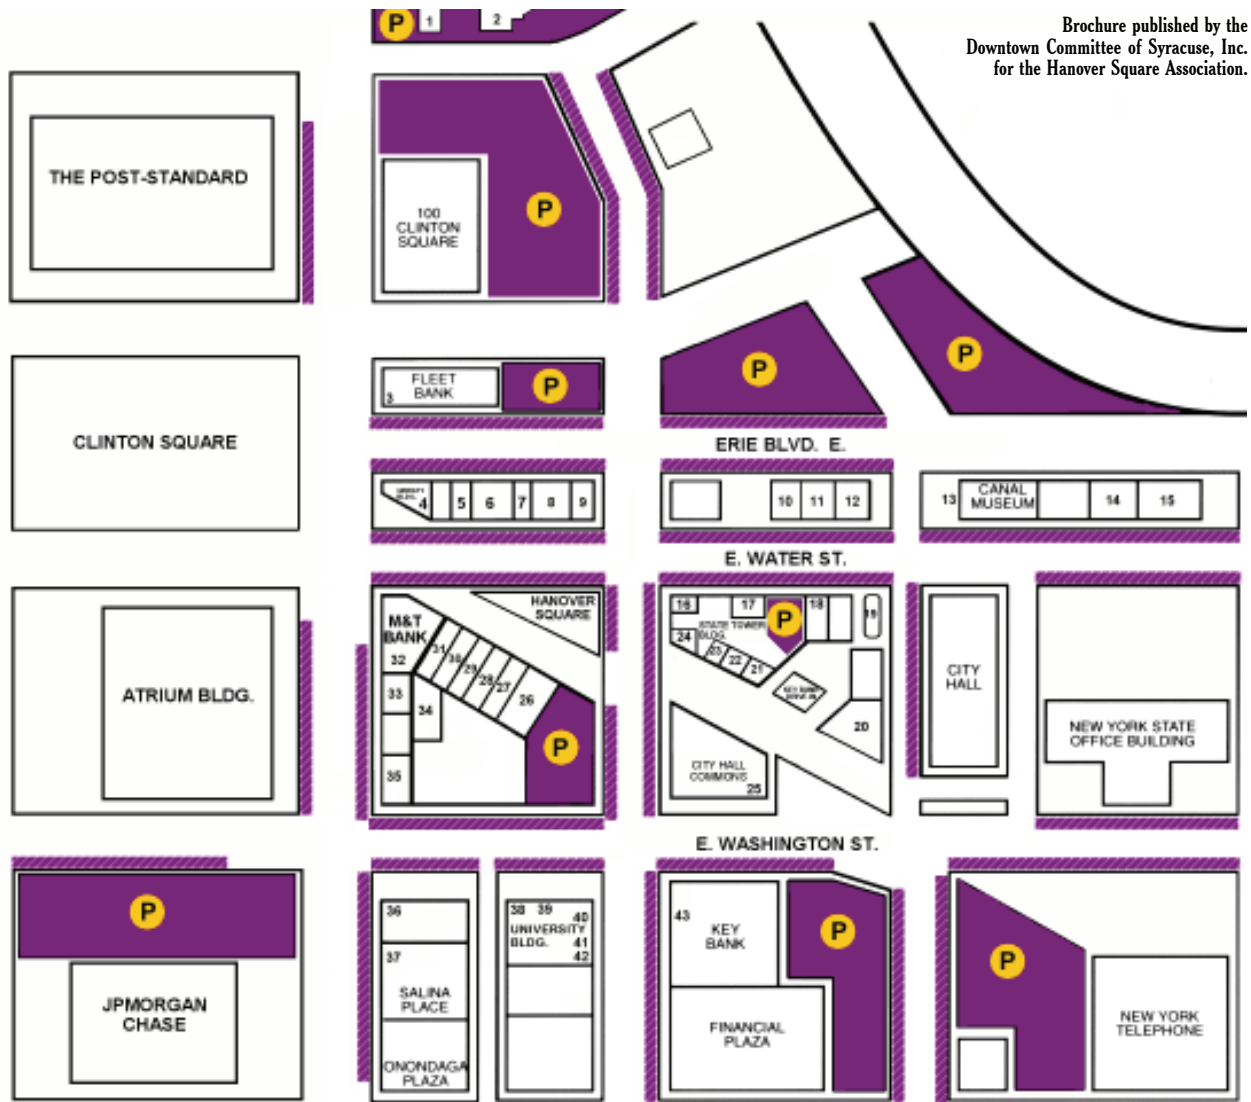 Brochure published by the
Downtown Committee of Syracuse, Inc.
for the Hanover Square Association.
P
1
2
THE POST-STANDARD
100
CLINTON
SQUARE
P
CLINTON SQUARE
FLEET
BANK
3
P
P
P
ERIE BLVD. E.
4
5
6
7
8
9
10
11
12
13
CANAL
MUSEUM
14
15
E. WATER ST.
HANOVER
SQUARE
M&T
BANK
32
31
30
29
28
27
26
33
34
35
P
16
17
P
18
19
STATE TOWER
BLDG.
24
23
22
21
KEY BANK
DRIVE-IN
20
CITY HALL
COMMONS
25
CITY
HALL
NEW YORK STATE
OFFICE BUILDING
ATRIUM BLDG.
E. WASHINGTON ST.
P
JPMORGAN
CHASE
36
37
SALINA
PLACE
ONONDAGA
PLAZA
38
39
40
UNIVERSITY
BLDG.
41
42
43
KEY
BANK
P
FINANCIAL
PLAZA
P
NEW YORK
TELEPHONE